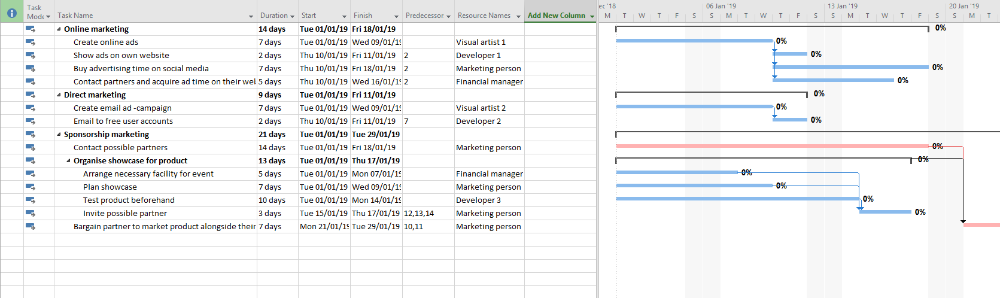 Task Mode Task Name Duration Start Finish Predecessor Resource Names Add New Column
Online marketing 14 days Tue 01/01/19 Fri 18/01/19
Create online ads 7 days Tue 01/01/19 Wed 09/01/19 Visual artist 1
Show ads on own website 2 days Thu 10/01/19 Fri 11/01/19 2 Developer 1
Buy advertising time on social media 7 days Thu 10/01/19 Fri 18/01/19 2 Marketing person
Contact partners and acquire ad time on their wel 5 days Thu 10/01/19 Wed 16/01/19 2 Financial manager
Direct marketing 9 days Tue 01/01/19 Fri 11/01/19
Create email ad -campaign 7 days Tue 01/01/19 Wed 09/01/19 Visual artist 2
Email to free user accounts 2 days Thu 10/01/19 Fri 11/01/19 7 Developer 2
Sponsorship marketing 21 days Tue 01/01/19 Tue 29/01/19
Contact possible partners 14 days Tue 01/01/19 Fri 18/01/19 Marketing person
Organise showcase for product 13 days Tue 01/01/19 Thu 17/01/19
Arrange necessary facility for event 5 days Tue 01/01/19 Mon 07/01/19 Financial manager
Plan showcase 7 days Tue 01/01/19 Wed 09/01/19 Marketing person
Test product beforehand 10 days Tue 01/01/19 Mon 14/01/19 Developer 3
Invite possible partner 3 days Tue 15/01/19 Thu 17/01/19 12,13,14 Marketing person
Bargain partner to market product alongside their 7 days Mon 21/01/19 Tue 29/01/19 10,11 Marketing person
ec '18 06 Jan '19 13 Jan '19 20 Jan '19
M T W T F S S M T W T F S S M T W T F S S M T
0%
0%
0%
0%
0%
0%
0%
0%
0%
0%
0%
0%
0%
0%